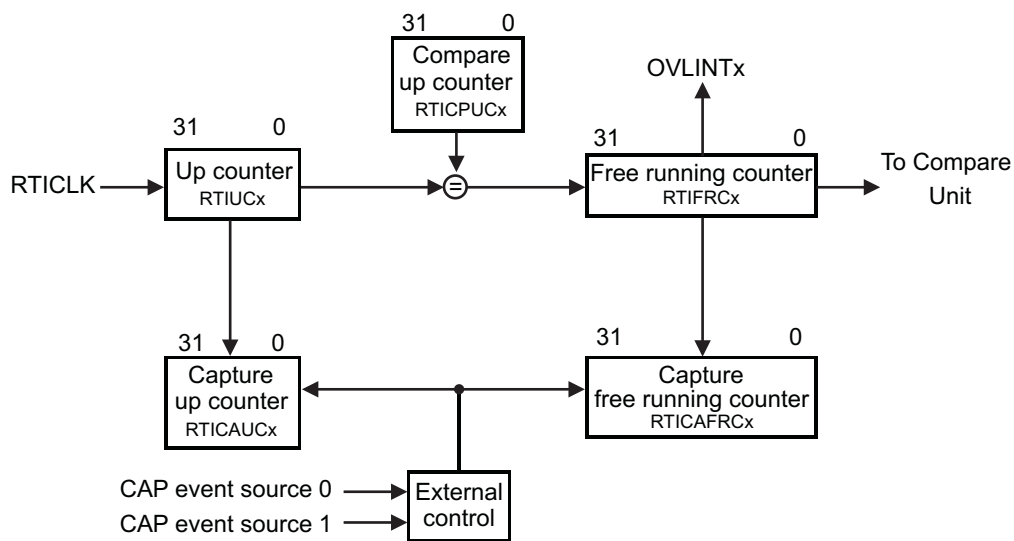 31 0
Compare
up counter
RTICPUCx
OVLINTx
31 0
Up counter
RTIUCx
RTICLK
=
31 0
Free running counter
RTIFRCx
To Compare
Unit
31 0
Capture
up counter
RTICAUCx
31 0
Capture
free running counter
RTICAFRCx
CAP event source 0
CAP event source 1
External
control